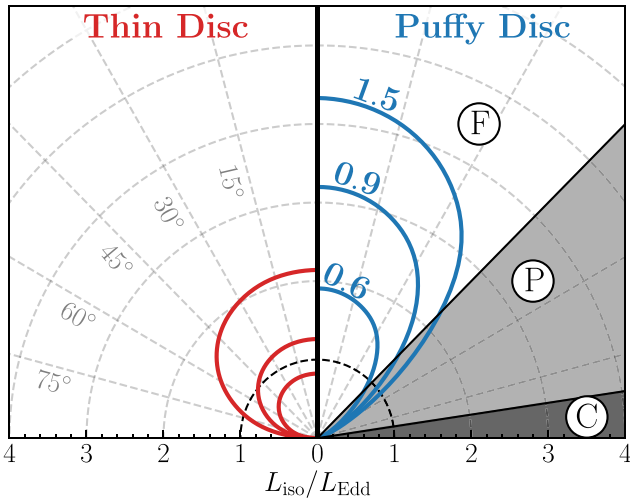 Thin Disc
Puffy Disc
1.5
F
0.9
15°
30°
45°
0.6
P
60°
75°
C
4 3 2 1 0 1 2 3 4
L_iso/L_Edd